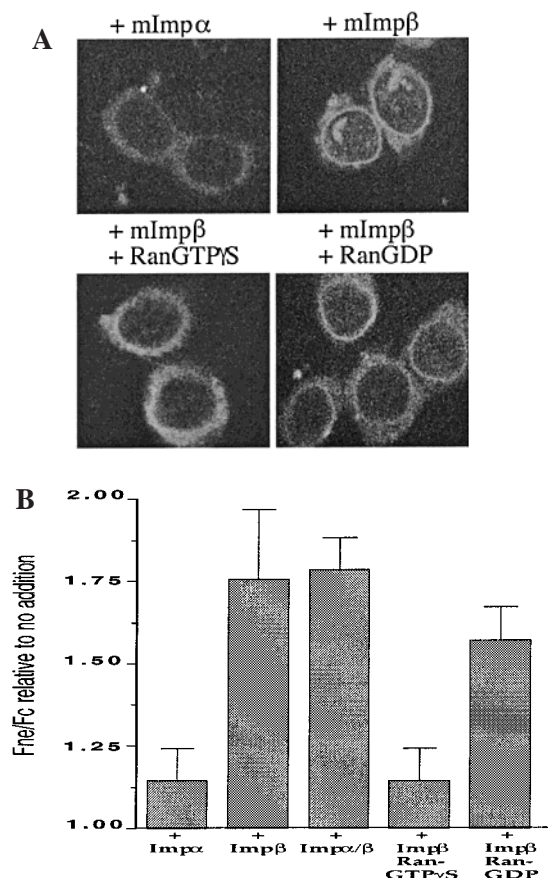 A
+ mImpα
+ mImpβ
+ mImpβ
+ RanGTPγS
+ mImpβ
+ RanGDP
B
Fne/Fc relative to no addition
2.00
1.75
1.50
1.25
1.00
+
Impα
+
Impβ
+
Impα/β
+
Impβ
Ran-
GTPγS
+
Impβ
Ran-
GDP